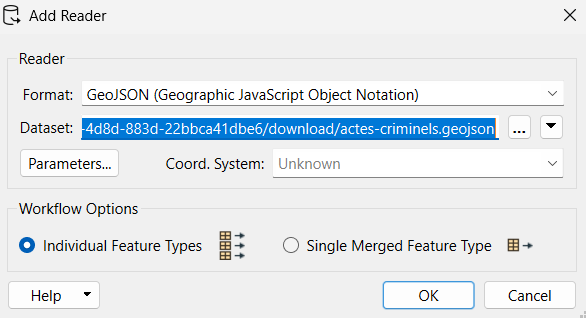 Add Reader
Reader
Format: GeoJSON (Geographic JavaScript Object Notation)
Dataset: -4d8d-883d-22bbca41dbe6/download/actes-criminels.geojson ...
Parameters... Coord. System: Unknown
Workflow Options
Individual Feature Types Single Merged Feature Type
Help OK Cancel